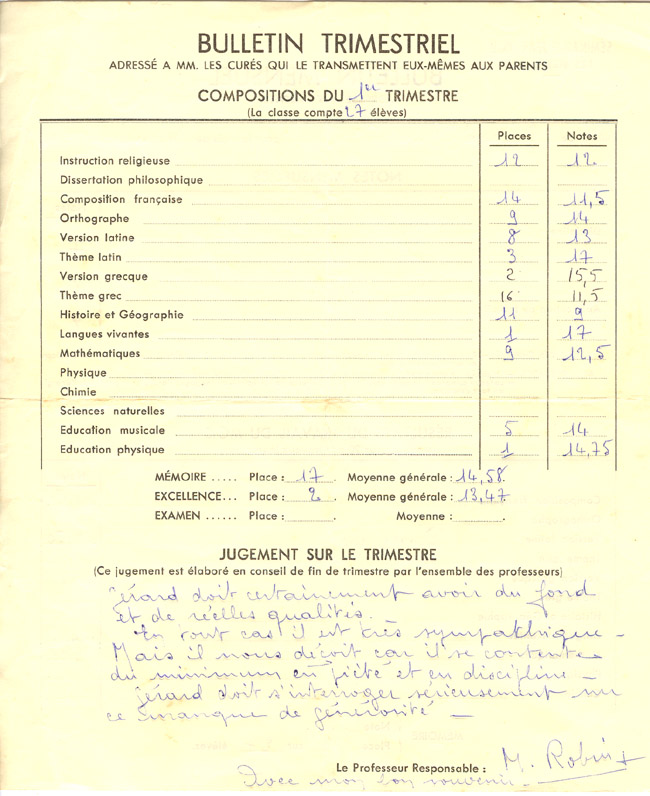 BULLETIN TRIMESTRIEL
ADRESSÉ A MM. LES CURÉS QUI LE TRANSMETTENT EUX-MÊMES AUX PARENTS
COMPOSITIONS DU 1er TRIMESTRE
(La classe compte 27 élèves)
Places Notes
Instruction religieuse 12 12
Dissertation philosophique
Composition française 14 11,5
Orthographe 9 14
Version latine 8 13
Thème latin 3 17
Version grecque 2 15,5
Thème grec 16 11,5
Histoire et Géographie 11 9
Langues vivantes 1 17
Mathématiques 9 12,5
Physique
Chimie
Sciences naturelles
Education musicale 5 14
Education physique 1 14,75
MÉMOIRE ..... Place : 17. Moyenne générale : 14,58.
EXCELLENCE... Place : 2. Moyenne générale : 13,47.
EXAMEN ...... Place : . Moyenne : .
JUGEMENT SUR LE TRIMESTRE
(Ce jugement est élaboré en conseil de fin de trimestre par l'ensemble des professeurs)
Gérard doit certainement avoir du fond
et de réelles qualités.
En tout cas il est très sympathique -
Mais il nous déçoit car il se contente
du minimum en piété et en discipline -
Gérard doit s'interroger sérieusement sur
ce manque de générosité -
Le Professeur Responsable : M. Robin +
Avec mon bon souvenir.